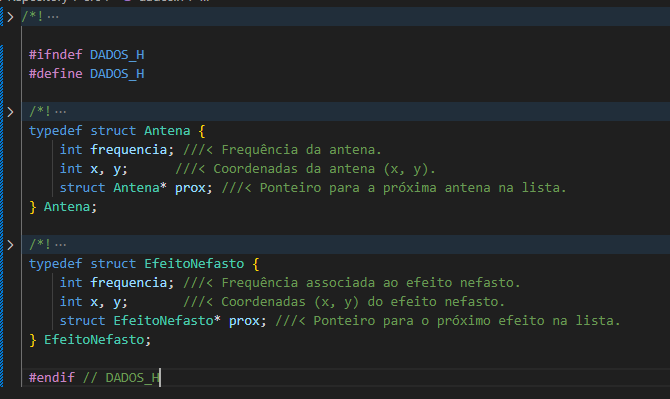 /*! ...
#ifndef DADOS_H
#define DADOS_H
/*! ...
typedef struct Antena {
int frequencia; ///< Frequência da antena.
int x, y; ///< Coordenadas da antena (x, y).
struct Antena* prox; ///< Ponteiro para a próxima antena na lista.
} Antena;
/*! ...
typedef struct EfeitoNefasto {
int frequencia; ///< Frequência associada ao efeito nefasto.
int x, y; ///< Coordenadas (x, y) do efeito nefasto.
struct EfeitoNefasto* prox; ///< Ponteiro para o próximo efeito na lista.
} EfeitoNefasto;
#endif // DADOS_H